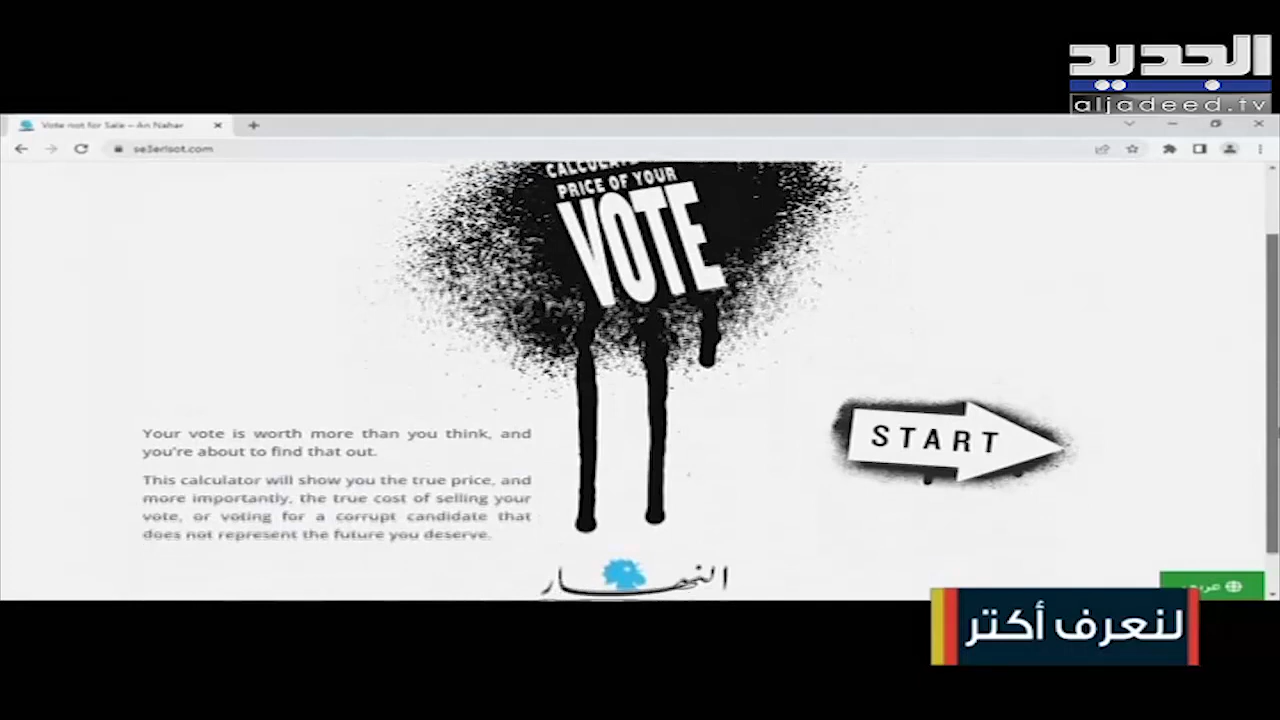 الجديد
aljadeed.tv
Vote not for Sale – An Nahar
se3erlsot.com
CALCULATE
PRICE OF YOUR
VOTE
START
Your vote is worth more than you think, and
you're about to find that out.
This calculator will show you the true price, and
more importantly, the true cost of selling your
vote, or voting for a corrupt candidate that
does not represent the future you deserve.
النهار
عربي
لنعرف أكتر